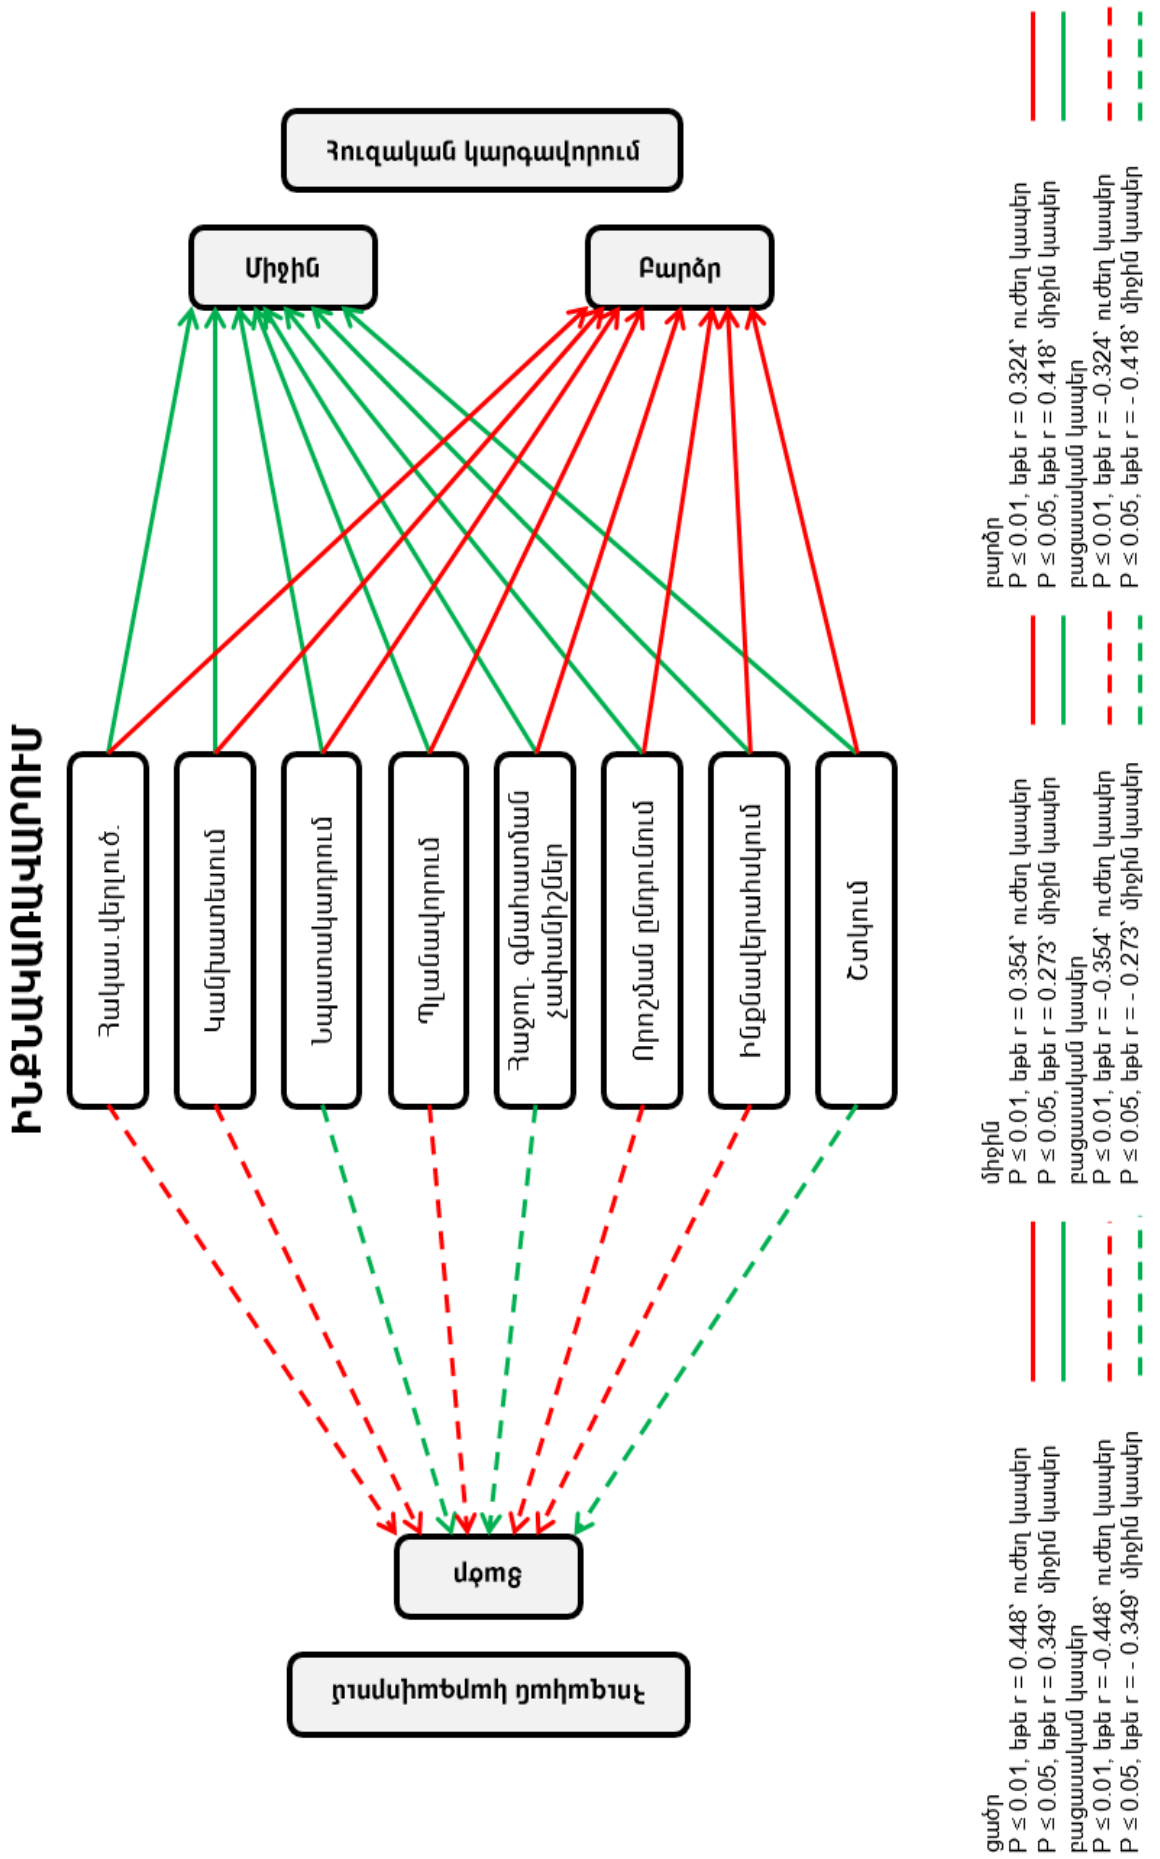 ԻՆՔՆԱԿԱՌԱՎԱՐՈՒՄ
Հուզական կարգավորում
Միջին
Բարձր
Հակաս.վերլուծ.
Կանխատեսում
Նպատակադրում
Պլանավորում
Հաջող. գնահատման
չափանիշներ
Որոշման ընդունում
Ինքնավերահսկում
Շտկում
Ցածր
Հուզական կարգավորում
ցածր
P ≤ 0.01, եթե r = 0.448՝ ուժեղ կապեր
P ≤ 0.05, եթե r = 0.349՝ միջին կապեր
բացասական կապեր
P ≤ 0.01, եթե r = -0.448՝ ուժեղ կապեր
P ≤ 0.05, եթե r = - 0.349՝ միջին կապեր
միջին
P ≤ 0.01, եթե r = 0.354՝ ուժեղ կապեր
P ≤ 0.05, եթե r = 0.273՝ միջին կապեր
բացասական կապեր
P ≤ 0.01, եթե r = -0.354՝ ուժեղ կապեր
P ≤ 0.05, եթե r = - 0.273՝ միջին կապեր
բարձր
P ≤ 0.01, եթե r = 0.324՝ ուժեղ կապեր
P ≤ 0.05, եթե r = 0.418՝ միջին կապեր
բացասական կապեր
P ≤ 0.01, եթե r = -0.324՝ ուժեղ կապեր
P ≤ 0.05, եթե r = - 0.418՝ միջին կապեր